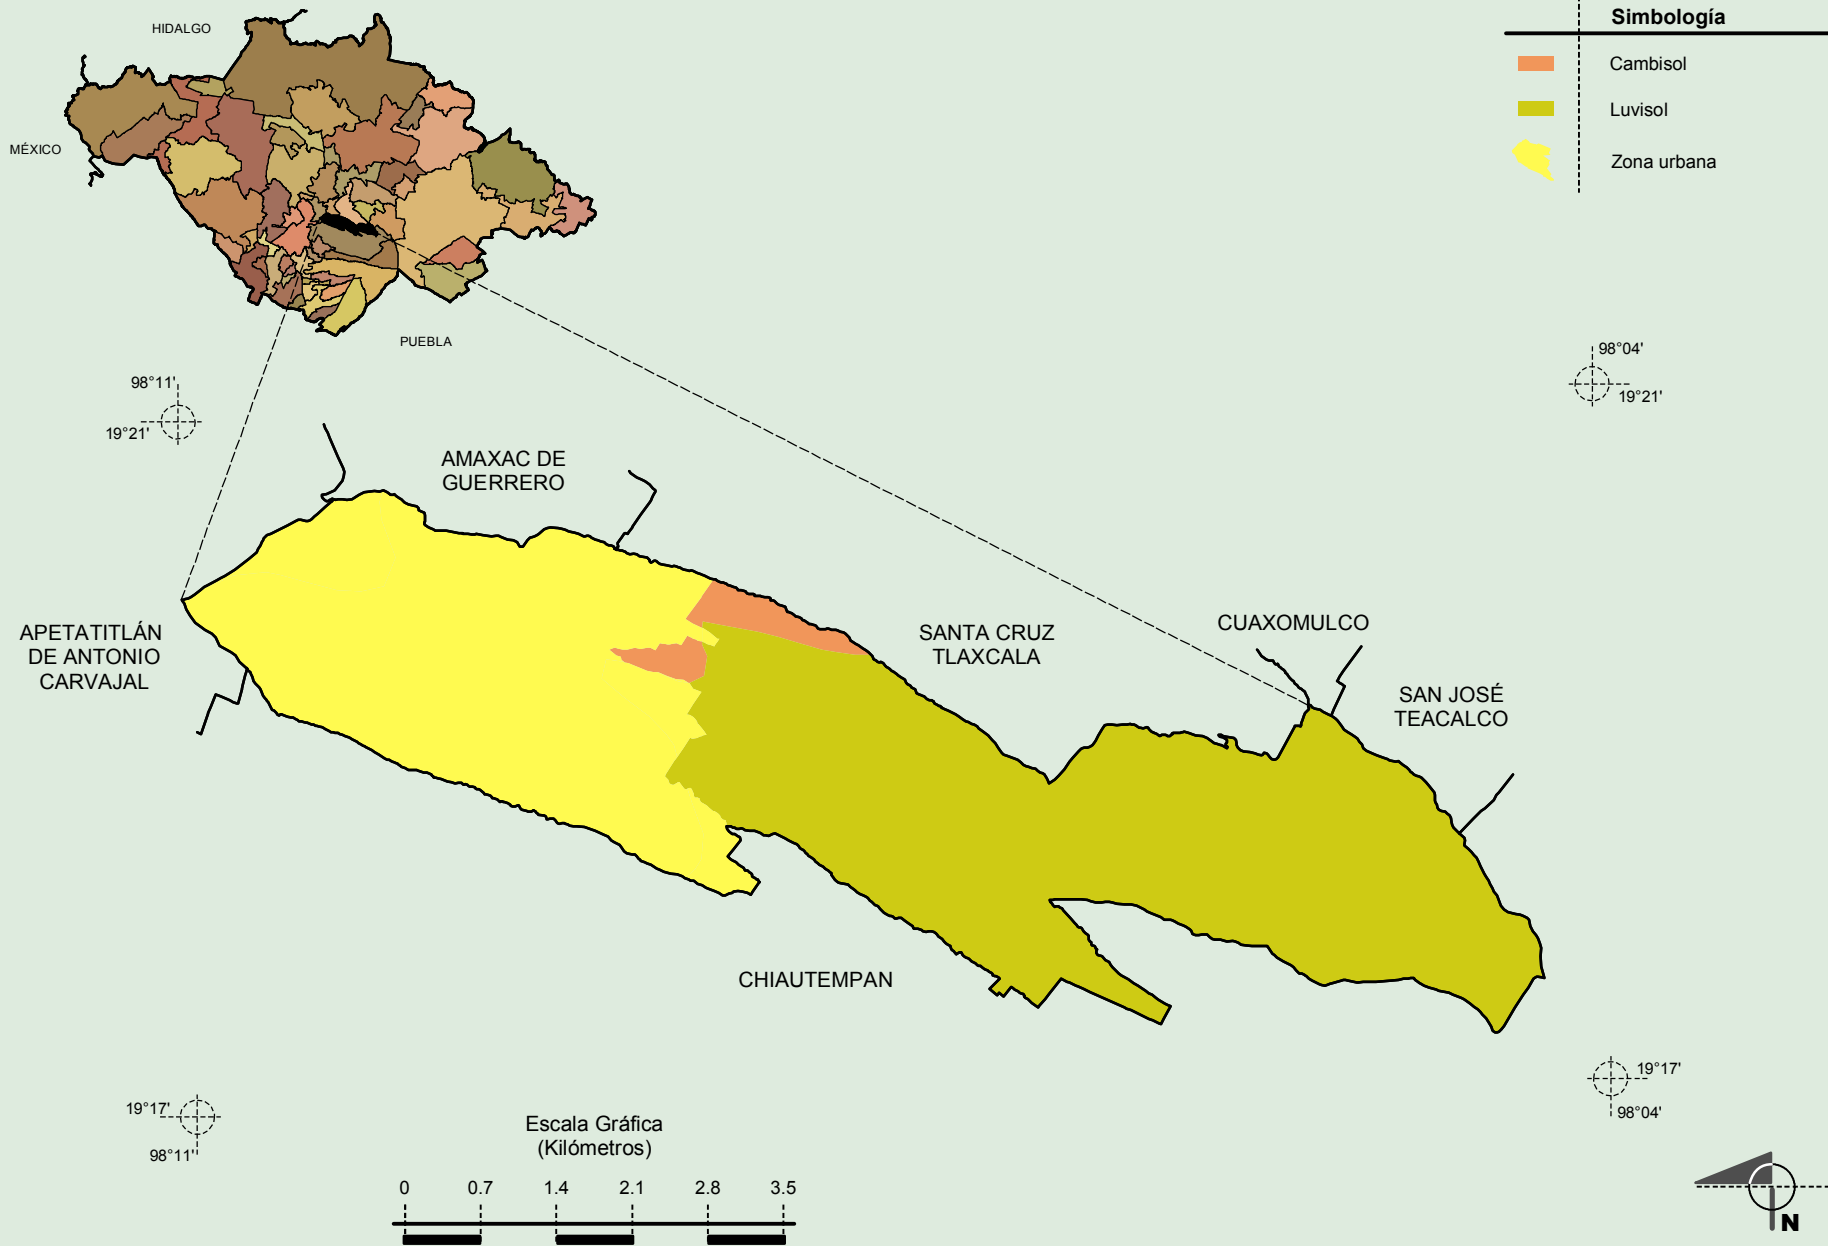 HIDALGO
MÉXICO
PUEBLA
Simbología
Cambisol
Luvisol
Zona urbana
98°11'
19°21'
98°04'
19°21'
AMAXAC DE
GUERRERO
APETATITLÁN
DE ANTONIO
CARVAJAL
SANTA CRUZ
TLAXCALA
CUAXOMULCO
SAN JOSÉ
TEACALCO
CHIAUTEMPAN
19°17'
98°11''
19°17'
98°04'
Escala Gráfica
(Kilómetros)
0 0.7 1.4 2.1 2.8 3.5
N